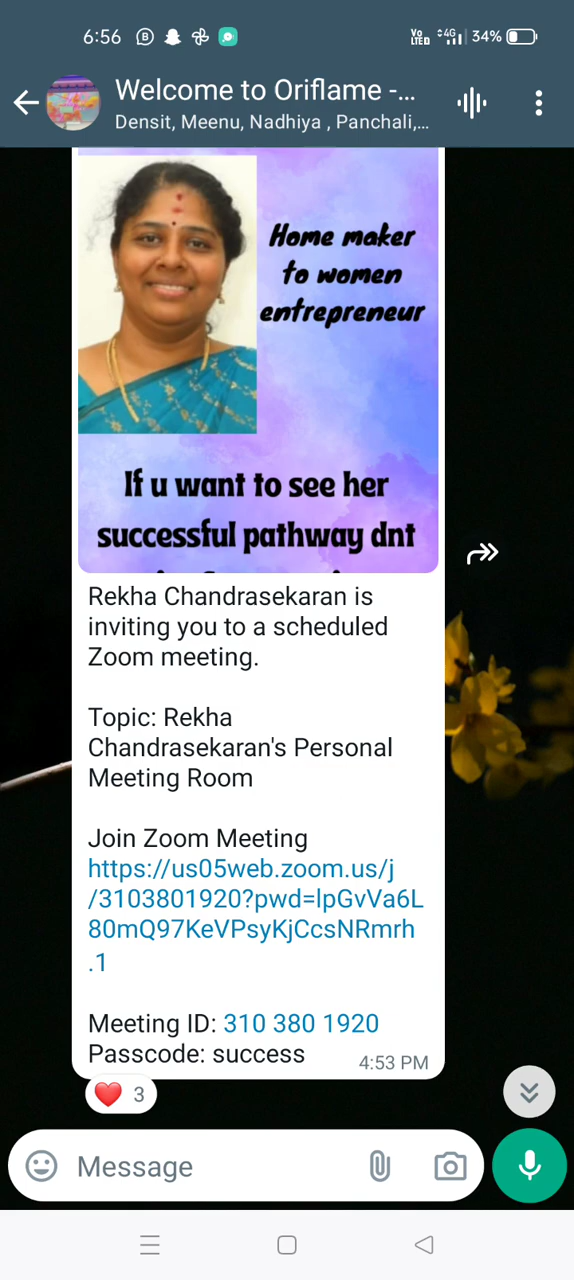 6:56
Vo
LTED
4G
34%
Welcome to Oriflame -...
Densit, Meenu, Nadhiya , Panchali,...
Home maker
to women
entrepreneur
If u want to see her
successful pathway dnt
Rekha Chandrasekaran is
inviting you to a scheduled
Zoom meeting.
Topic: Rekha
Chandrasekaran's Personal
Meeting Room
Join Zoom Meeting
https://us05web.zoom.us/j
/3103801920?pwd=lpGvVa6L
80mQ97KeVPsyKjCcsNRmrh
.1
Meeting ID: 310 380 1920
Passcode: success
4:53 PM
3
Message